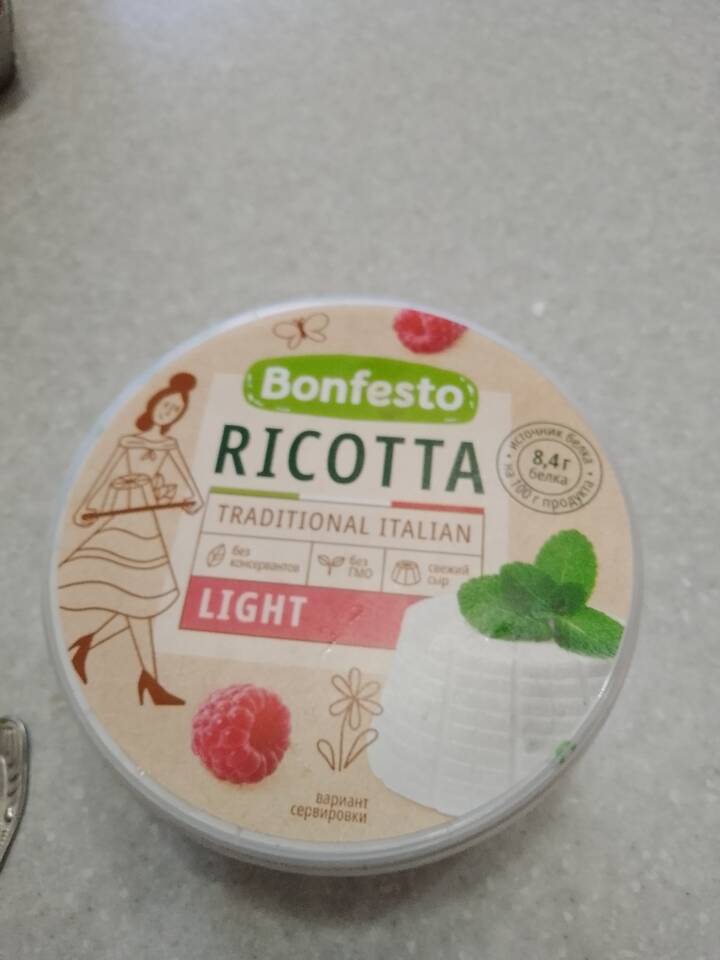 Bonfesto
RICOTTA
TRADITIONAL ITALIAN
без
консервантов
без
ГМО
свежий
сыр
LIGHT
• источник белка •
8,4 г
белка
на 100 г продукта
вариант
сервировки